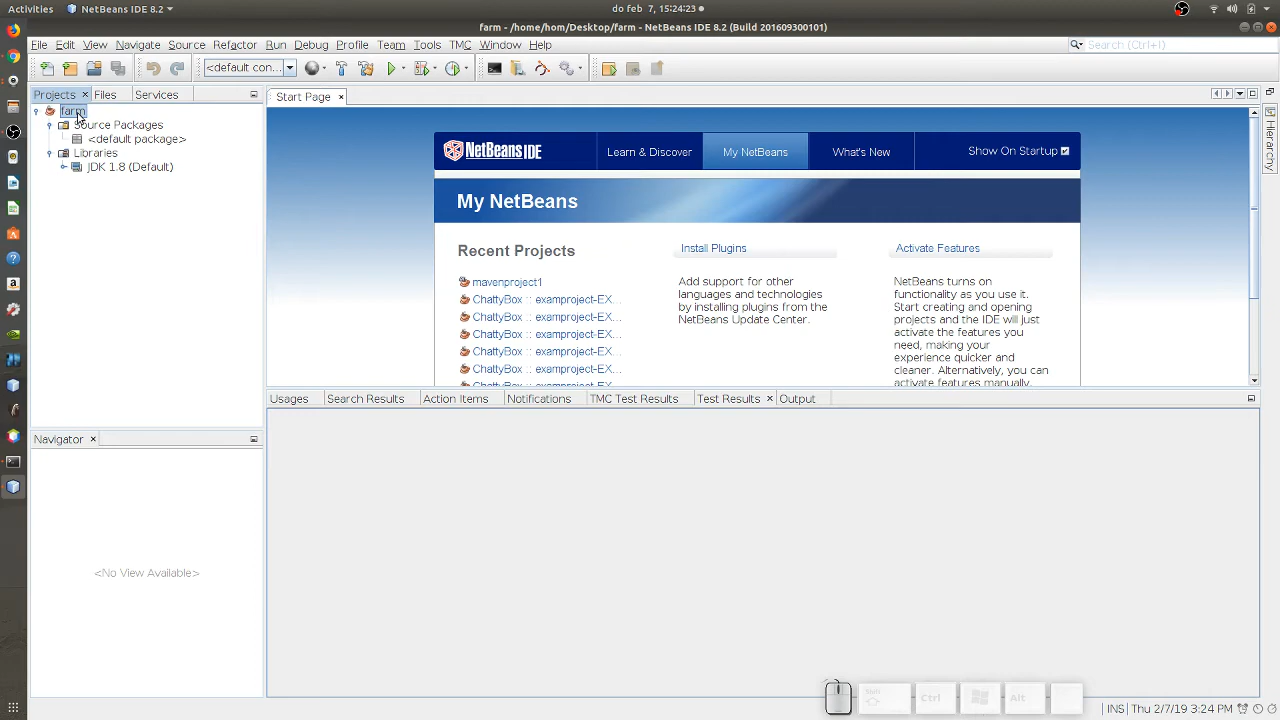 Activities
NetBeans IDE 8.2
do feb 7, 15:24:23
farm - /home/hom/Desktop/farm - NetBeans IDE 8.2 (Build 201609300101)
File Edit View Navigate Source Refactor Run Debug Profile Team Tools TMC Window Help
Search (Ctrl+I)
<default con...
Projects Files Services
Start Page
farm
Source Packages
<default package>
Libraries
JDK 1.8 (Default)
NetBeans IDE
Learn & Discover
My NetBeans
What's New
Show On Startup
My NetBeans
Recent Projects
mavenproject1
ChattyBox :: examproject-EX...
ChattyBox :: examproject-EX...
ChattyBox :: examproject-EX...
ChattyBox :: examproject-EX...
ChattyBox :: examproject-EX...
Install Plugins
Add support for other
languages and technologies
by installing plugins from the
NetBeans Update Center.
Activate Features
NetBeans turns on
functionality as you use it.
Start creating and opening
projects and the IDE will just
activate the features you
need, making your
experience quicker and
cleaner. Alternatively, you can
activate features manually.
Hierarchy
Usages Search Results Action Items Notifications TMC Test Results Test Results Output
Navigator
<No View Available>
Shift
Ctrl
Alt
INS Thu 2/7/19 3:24 PM